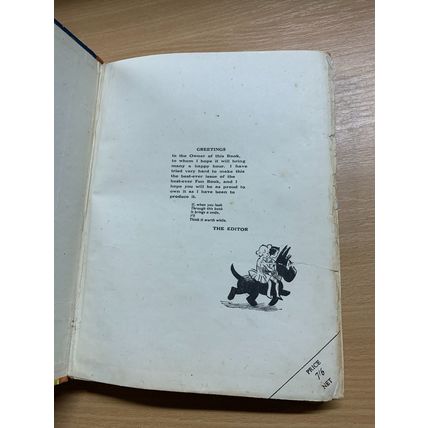 GREETINGS
to the Owner of this Book,
to whom I hope it will bring
many a happy hour. I have
tried very hard to make this
the best-ever issue of the
best-ever Fun Book, and I
hope you will be as proud to
own it as I have been to
produce it.
If, when you look
Through this book
It brings a smile,
I'll
Think it worth while.
THE EDITOR
PRICE
7/6
NET